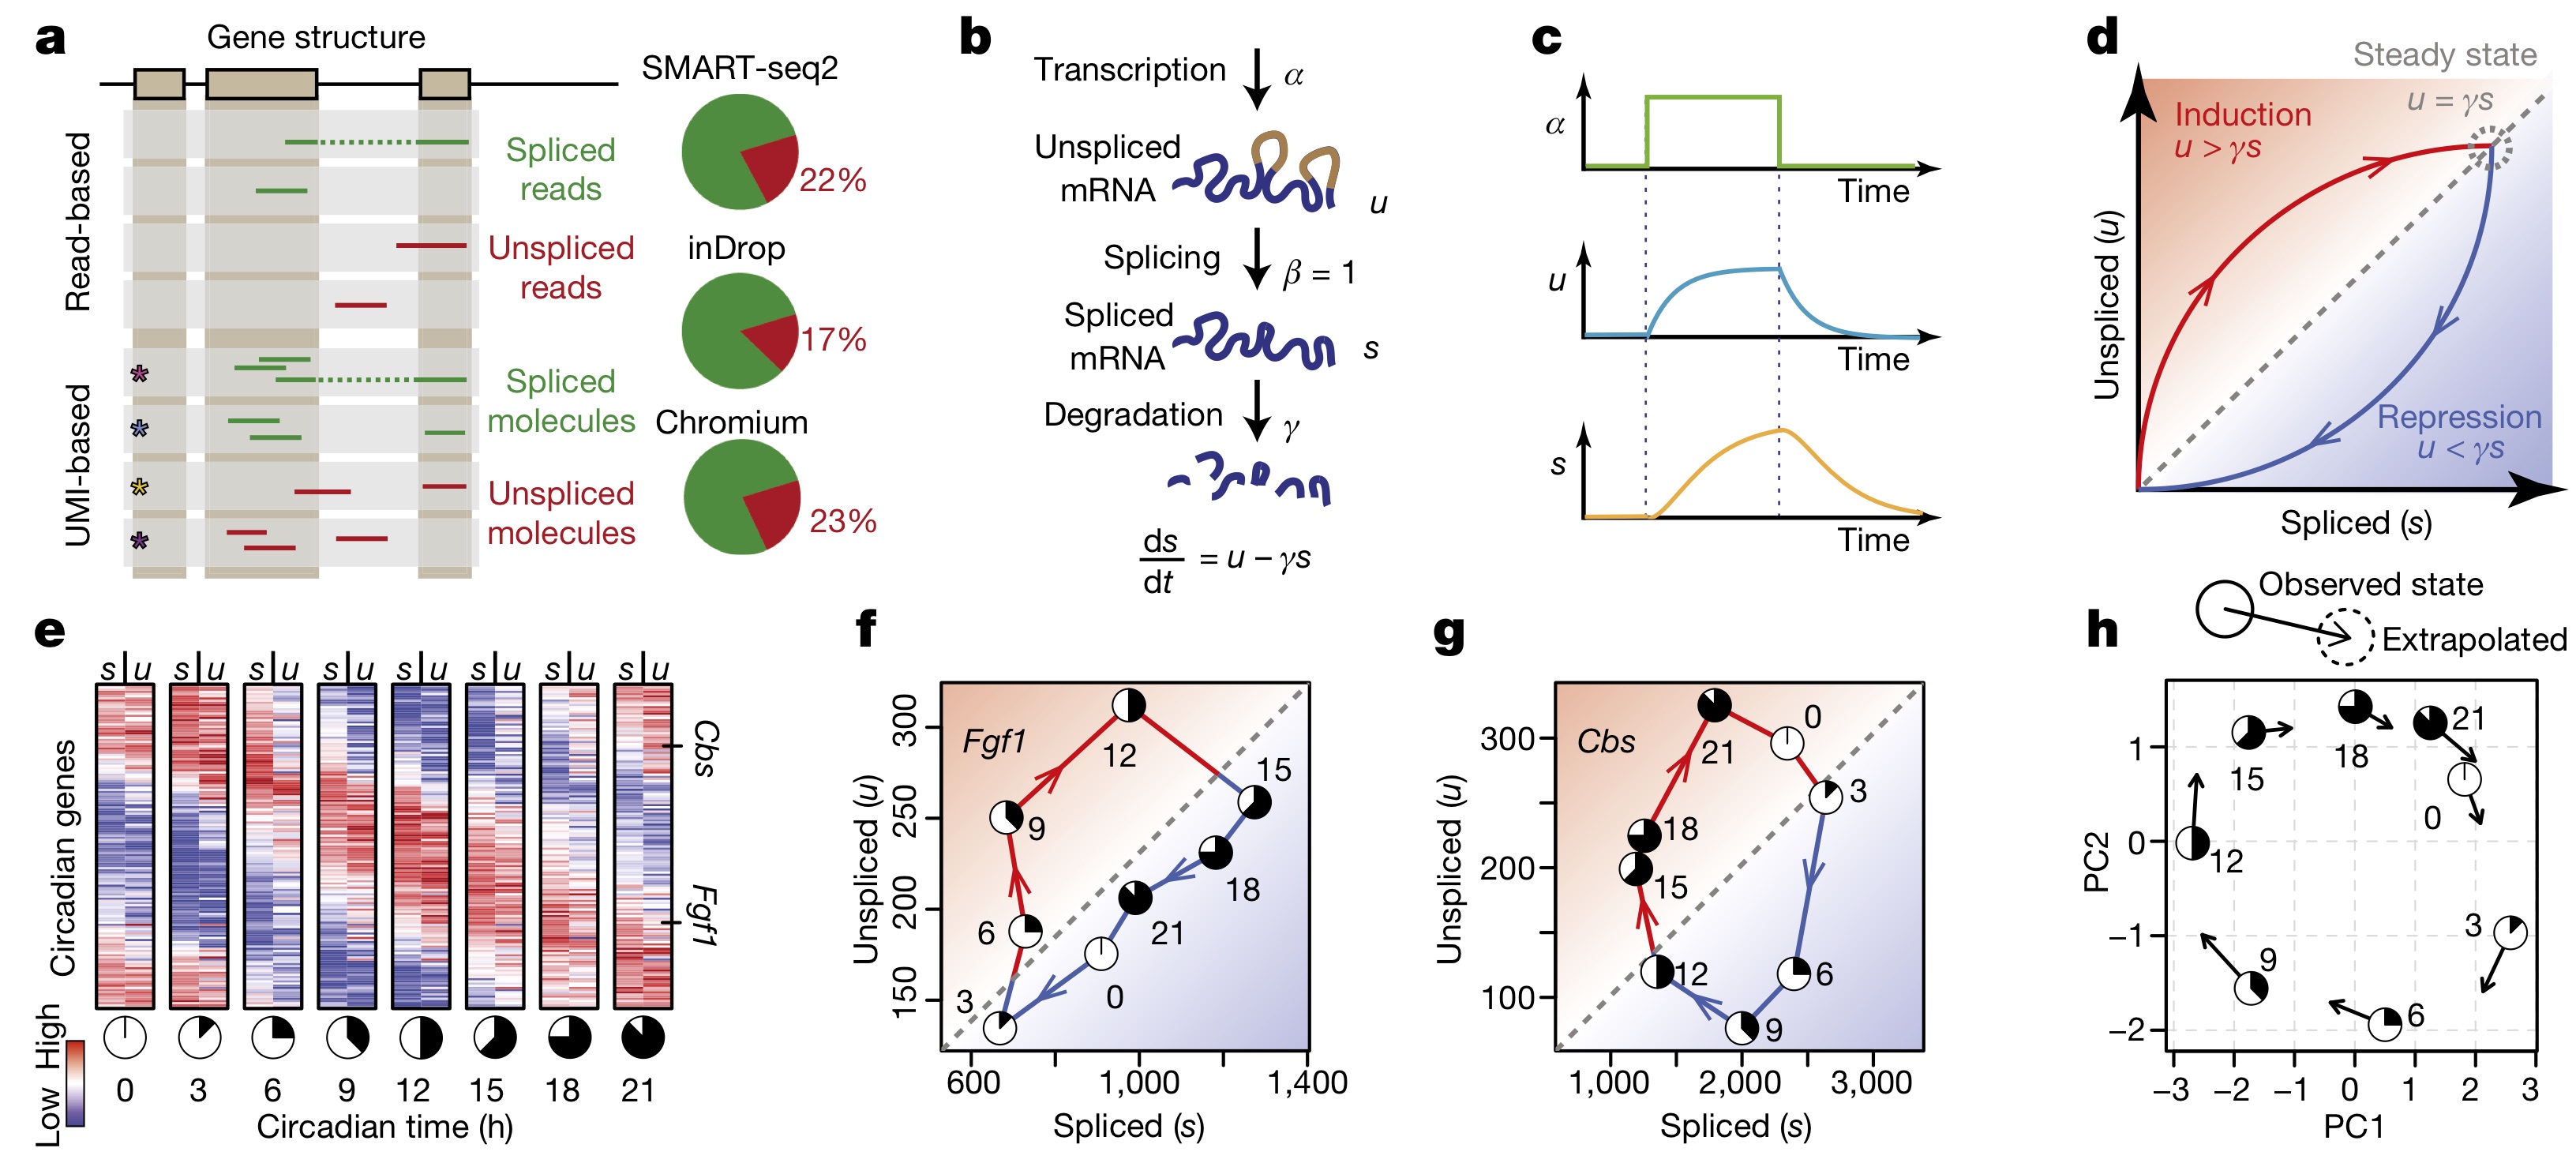 a
Gene structure
Read-based
UMI-based
Spliced
reads
Unspliced
reads
*
*
*
*
Spliced
molecules
Unspliced
molecules
SMART-seq2
22%
inDrop
17%
Chromium
23%
b
Transcription
α
Unspliced
mRNA
u
Splicing
β = 1
Spliced
mRNA
s
Degradation
γ
ds
dt
= u – γs
c
α
Time
u
Time
s
Time
d
Steady state
u = γs
Induction
u > γs
Repression
u < γs
Unspliced (u)
Spliced (s)
e
s u s u s u s u s u s u s u s u
Circadian genes
Cbs
Fgf1
Low High
0 3 6 9 12 15 18 21
Circadian time (h)
f
Fgf1
12
15
9
18
6
21
0
3
300
250
200
150
Unspliced (u)
600 1,000 1,400
Spliced (s)
g
Cbs
0
21
3
18
15
12
6
9
300
200
100
Unspliced (u)
1,000 2,000 3,000
Spliced (s)
h
Observed state
Extrapolated
21
15
18
0
12
3
9
6
1
0
−1
−2
PC2
−3 −2 −1 0 1 2 3
PC1